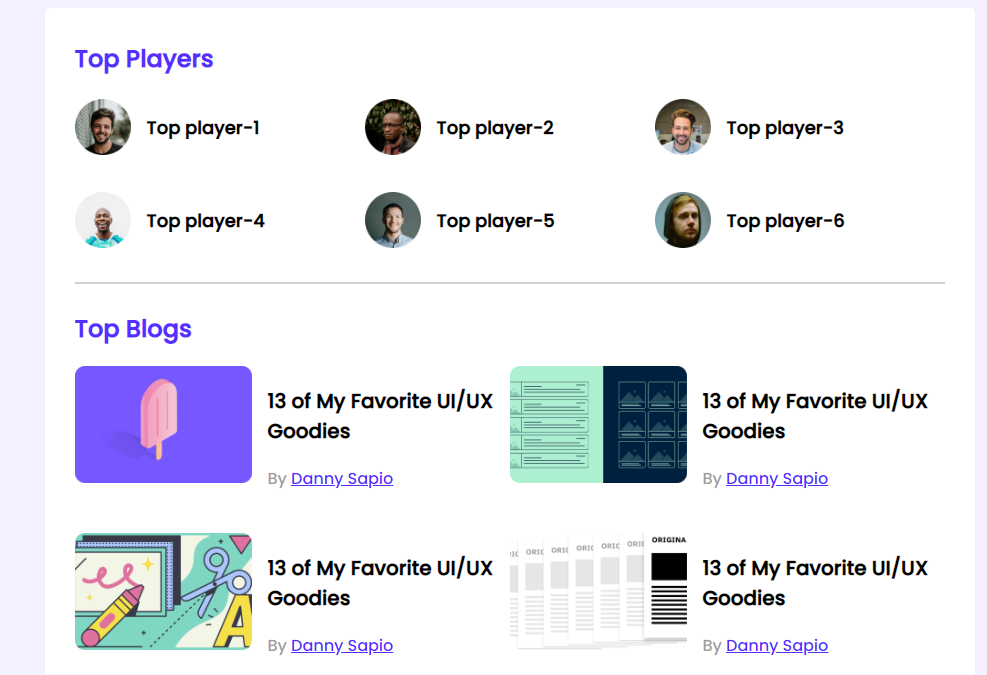 Top Players
Top player-1
Top player-2
Top player-3
Top player-4
Top player-5
Top player-6
Top Blogs
13 of My Favorite UI/UX
Goodies
By Danny Sapio
13 of My Favorite UI/UX
Goodies
By Danny Sapio
A
13 of My Favorite UI/UX
Goodies
By Danny Sapio
ORIGINA
13 of My Favorite UI/UX
Goodies
By Danny Sapio